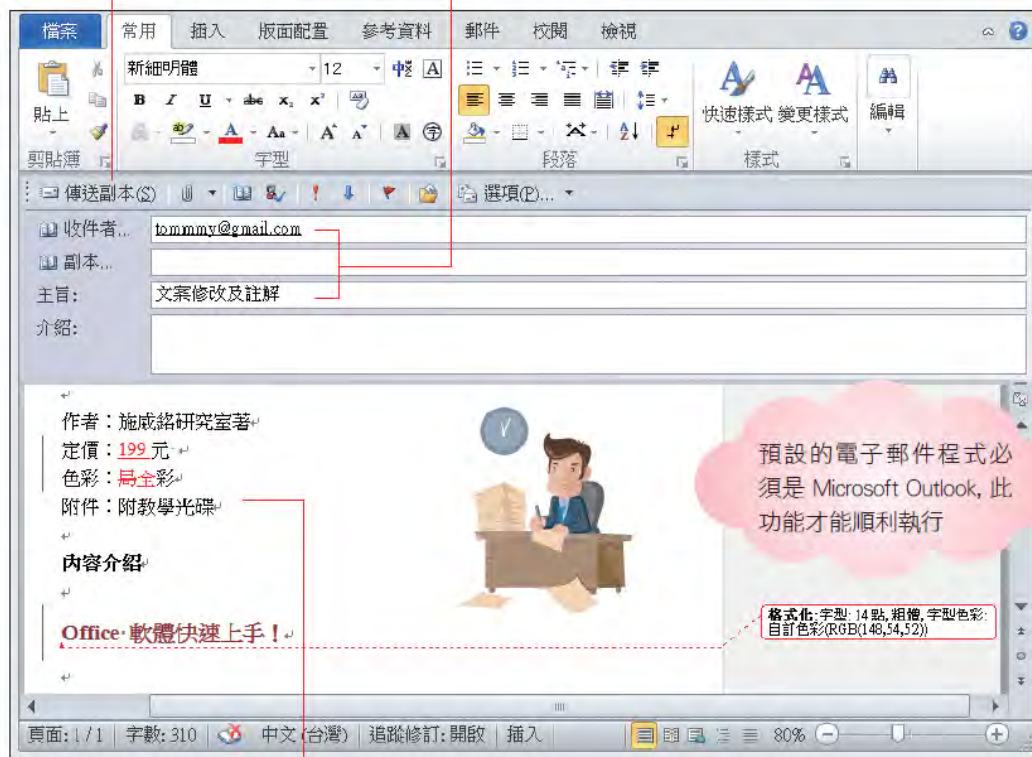 檔案 常用 插入 版面配置 參考資料 郵件 校閱 檢視
新細明體 12
貼上 快速樣式 變更樣式 編輯
剪貼簿 字型 段落 樣式
傳送副本(S) 選項(P)...
收件者... tommmy@gmail.com
副本...
主旨: 文案修改及註解
介紹:
作者：施威銘研究室著
定價：199 元
色彩：局全彩
附件：附教學光碟
內容介紹
Office 軟體快速上手！
預設的電子郵件程式必
須是 Microsoft Outlook, 此
功能才能順利執行
格式化: 字型: 14 點, 粗體, 字型色彩:
自訂色彩(RGB(148,54,52))
頁面: 1 / 1 字數: 310 中文 (台灣) 追蹤修訂: 開啟 插入 80%